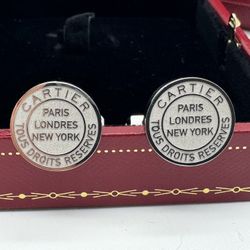 CARTIER
PARIS
LONDRES
NEW YORK
TOUS DROITS RESERVES
CARTIER
PARIS
LONDRES
NEW YORK
TOUS DROITS RESERVES